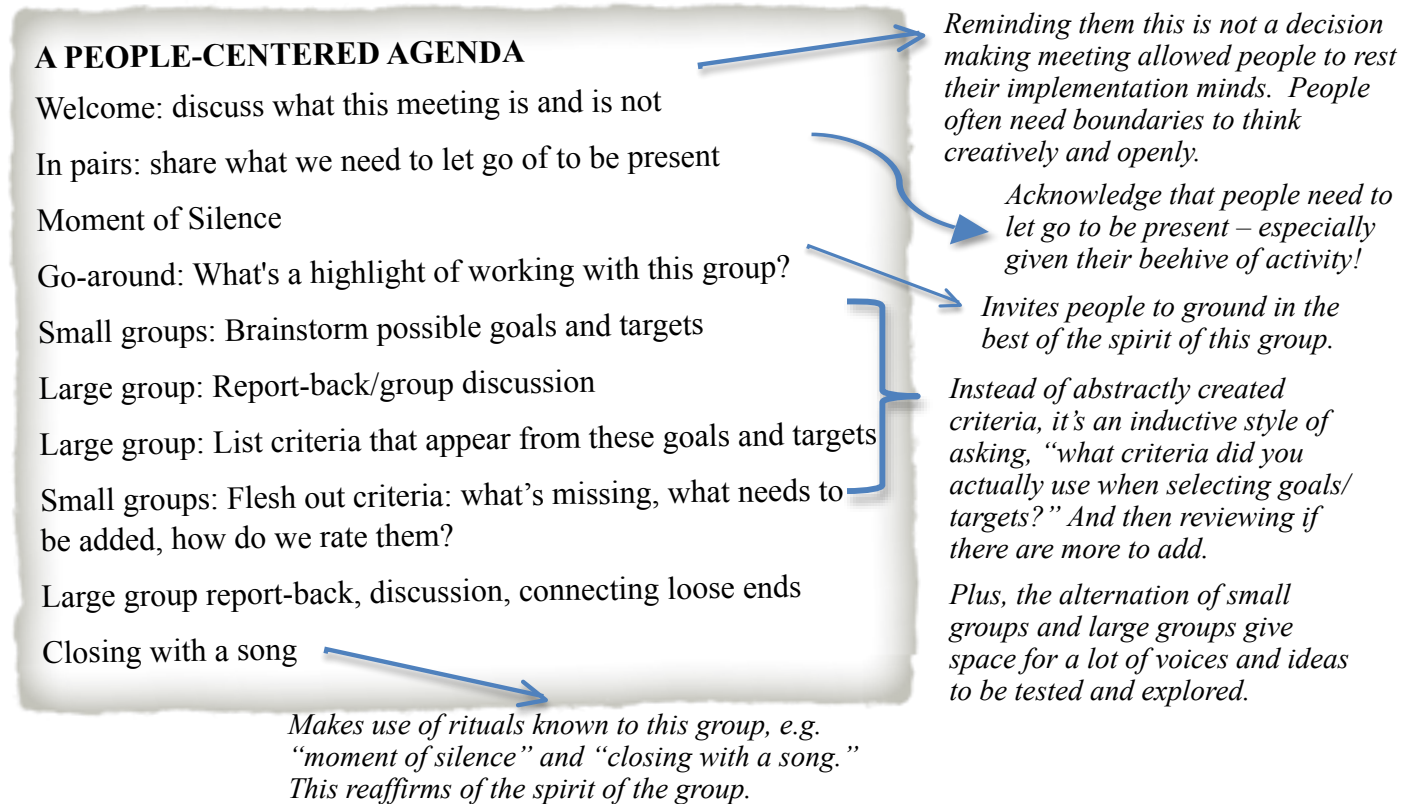 A PEOPLE-CENTERED AGENDA
Welcome: discuss what this meeting is and is not
In pairs: share what we need to let go of to be present
Moment of Silence
Go-around: What's a highlight of working with this group?
Small groups: Brainstorm possible goals and targets
Large group: Report-back/group discussion
Large group: List criteria that appear from these goals and targets
Small groups: Flesh out criteria: what’s missing, what needs to
be added, how do we rate them?
Large group report-back, discussion, connecting loose ends
Closing with a song
Reminding them this is not a decision
making meeting allowed people to rest
their implementation minds.  People
often need boundaries to think
creatively and openly.
Acknowledge that people need to
let go to be present – especially
given their beehive of activity!
Invites people to ground in the
best of the spirit of this group.
Instead of abstractly created
criteria, it’s an inductive style of
asking, “what criteria did you
actually use when selecting goals/
targets?” And then reviewing if
there are more to add.
Plus, the alternation of small
groups and large groups give
space for a lot of voices and ideas
to be tested and explored.
Makes use of rituals known to this group, e.g.
“moment of silence” and “closing with a song.”
This reaffirms of the spirit of the group.